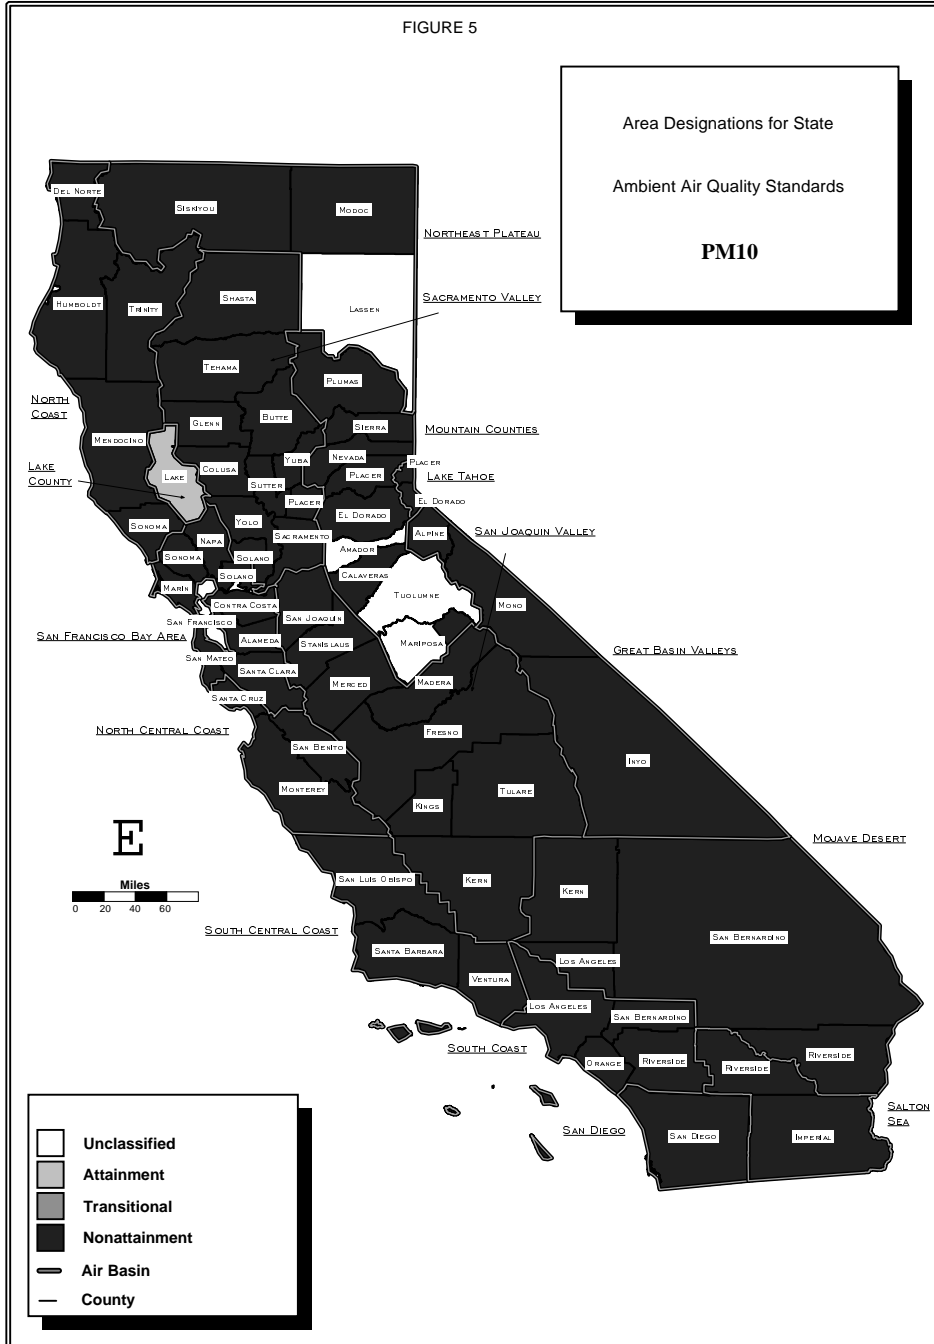 FIGURE 5
Area Designations for State
Ambient Air Quality Standards
PM10
DEL NORTE
SISKIYOU
MODOC
NORTHEAST PLATEAU
HUMBOLDT
TRINITY
SHASTA
SACRAMENTO VALLEY
LASSEN
TEHAMA
PLUMAS
NORTH
COAST
MENDOCINO
GLENN
BUTTE
SIERRA
MOUNTAIN COUNTIES
LAKE
COUNTY
LAKE
COLUSA
YUBA
NEVADA
PLACER
PLACER
LAKE TAHOE
SUTTER
PLACER
EL DORADO
EL DORADO
SONOMA
YOLO
SACRAMENTO
ALPINE
SAN JOAQUIN VALLEY
NAPA
AMADOR
SONOMA
SOLANO
SOLANO
CALAVERAS
MARIN
TUOLUMNE
MONO
CONTRA COSTA
SAN FRANCISCO
SAN JOAQUIN
SAN FRANCISCO BAY AREA
ALAMEDA
STANISLAUS
MARIPOSA
GREAT BASIN VALLEYS
SAN MATEO
SANTA CLARA
MERCED
MADERA
SANTA CRUZ
NORTH CENTRAL COAST
SAN BENITO
FRESNO
INYO
MONTEREY
KINGS
TULARE
E
MOJAVE DESERT
Miles
0 20 40 60
SAN LUIS OBISPO
KERN
KERN
SOUTH CENTRAL COAST
SANTA BARBARA
SAN BERNARDINO
LOS ANGELES
VENTURA
LOS ANGELES
SAN BERNARDINO
SOUTH COAST
ORANGE
RIVERSIDE
RIVERSIDE
RIVERSIDE
SALTON
SEA
SAN DIEGO
SAN DIEGO
IMPERIAL
Unclassified
Attainment
Transitional
Nonattainment
Air Basin
County